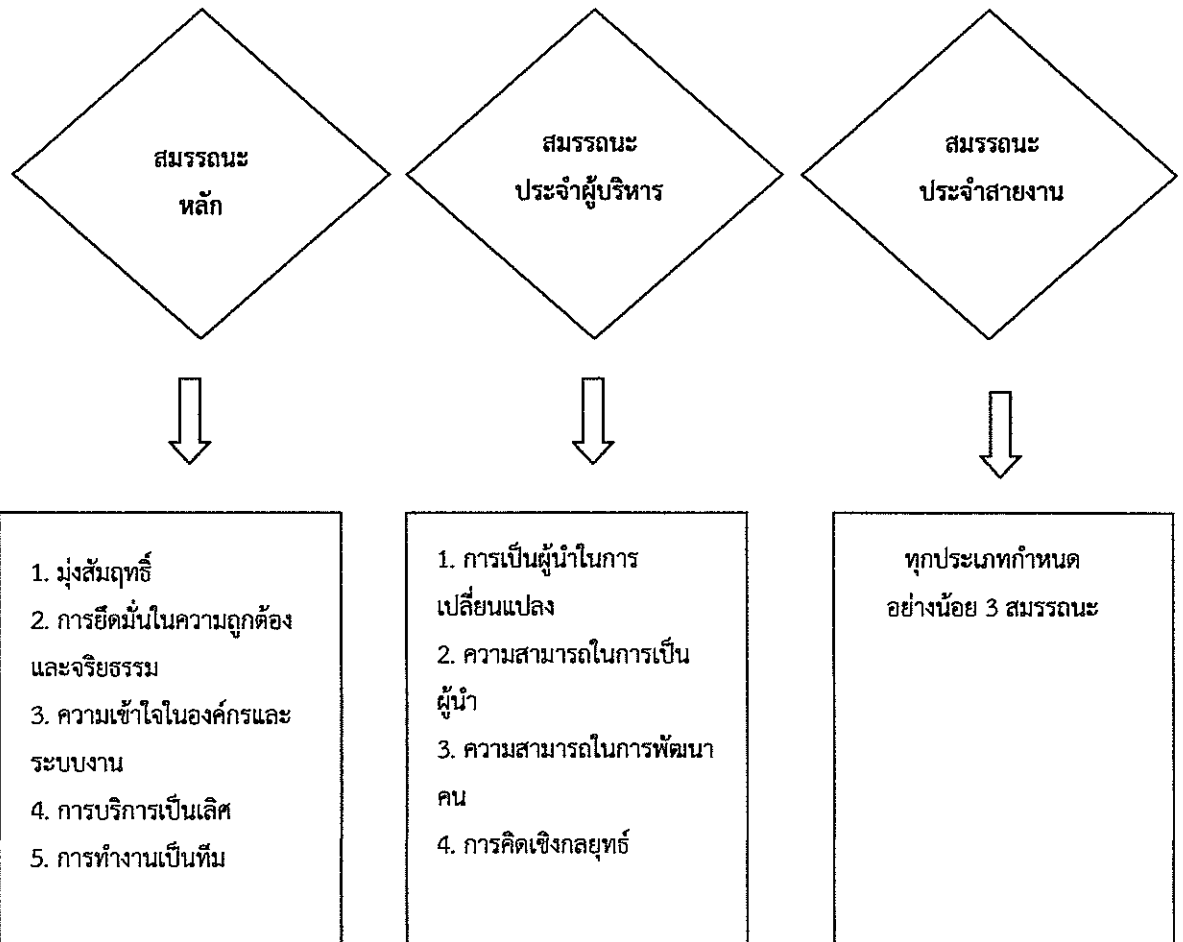 สมรรถนะ
หลัก
สมรรถนะ
ประจำผู้บริหาร
สมรรถนะ
ประจำสายงาน
1. มุ่งสัมฤทธิ์
2. การยึดมั่นในความถูกต้อง
และจริยธรรม
3. ความเข้าใจในองค์กรและ
ระบบงาน
4. การบริการเป็นเลิศ
5. การทำงานเป็นทีม
1. การเป็นผู้นำในการ
เปลี่ยนแปลง
2. ความสามารถในการเป็น
ผู้นำ
3. ความสามารถในการพัฒนา
คน
4. การคิดเชิงกลยุทธ์
ทุกประเภทกำหนด
อย่างน้อย 3 สมรรถนะ